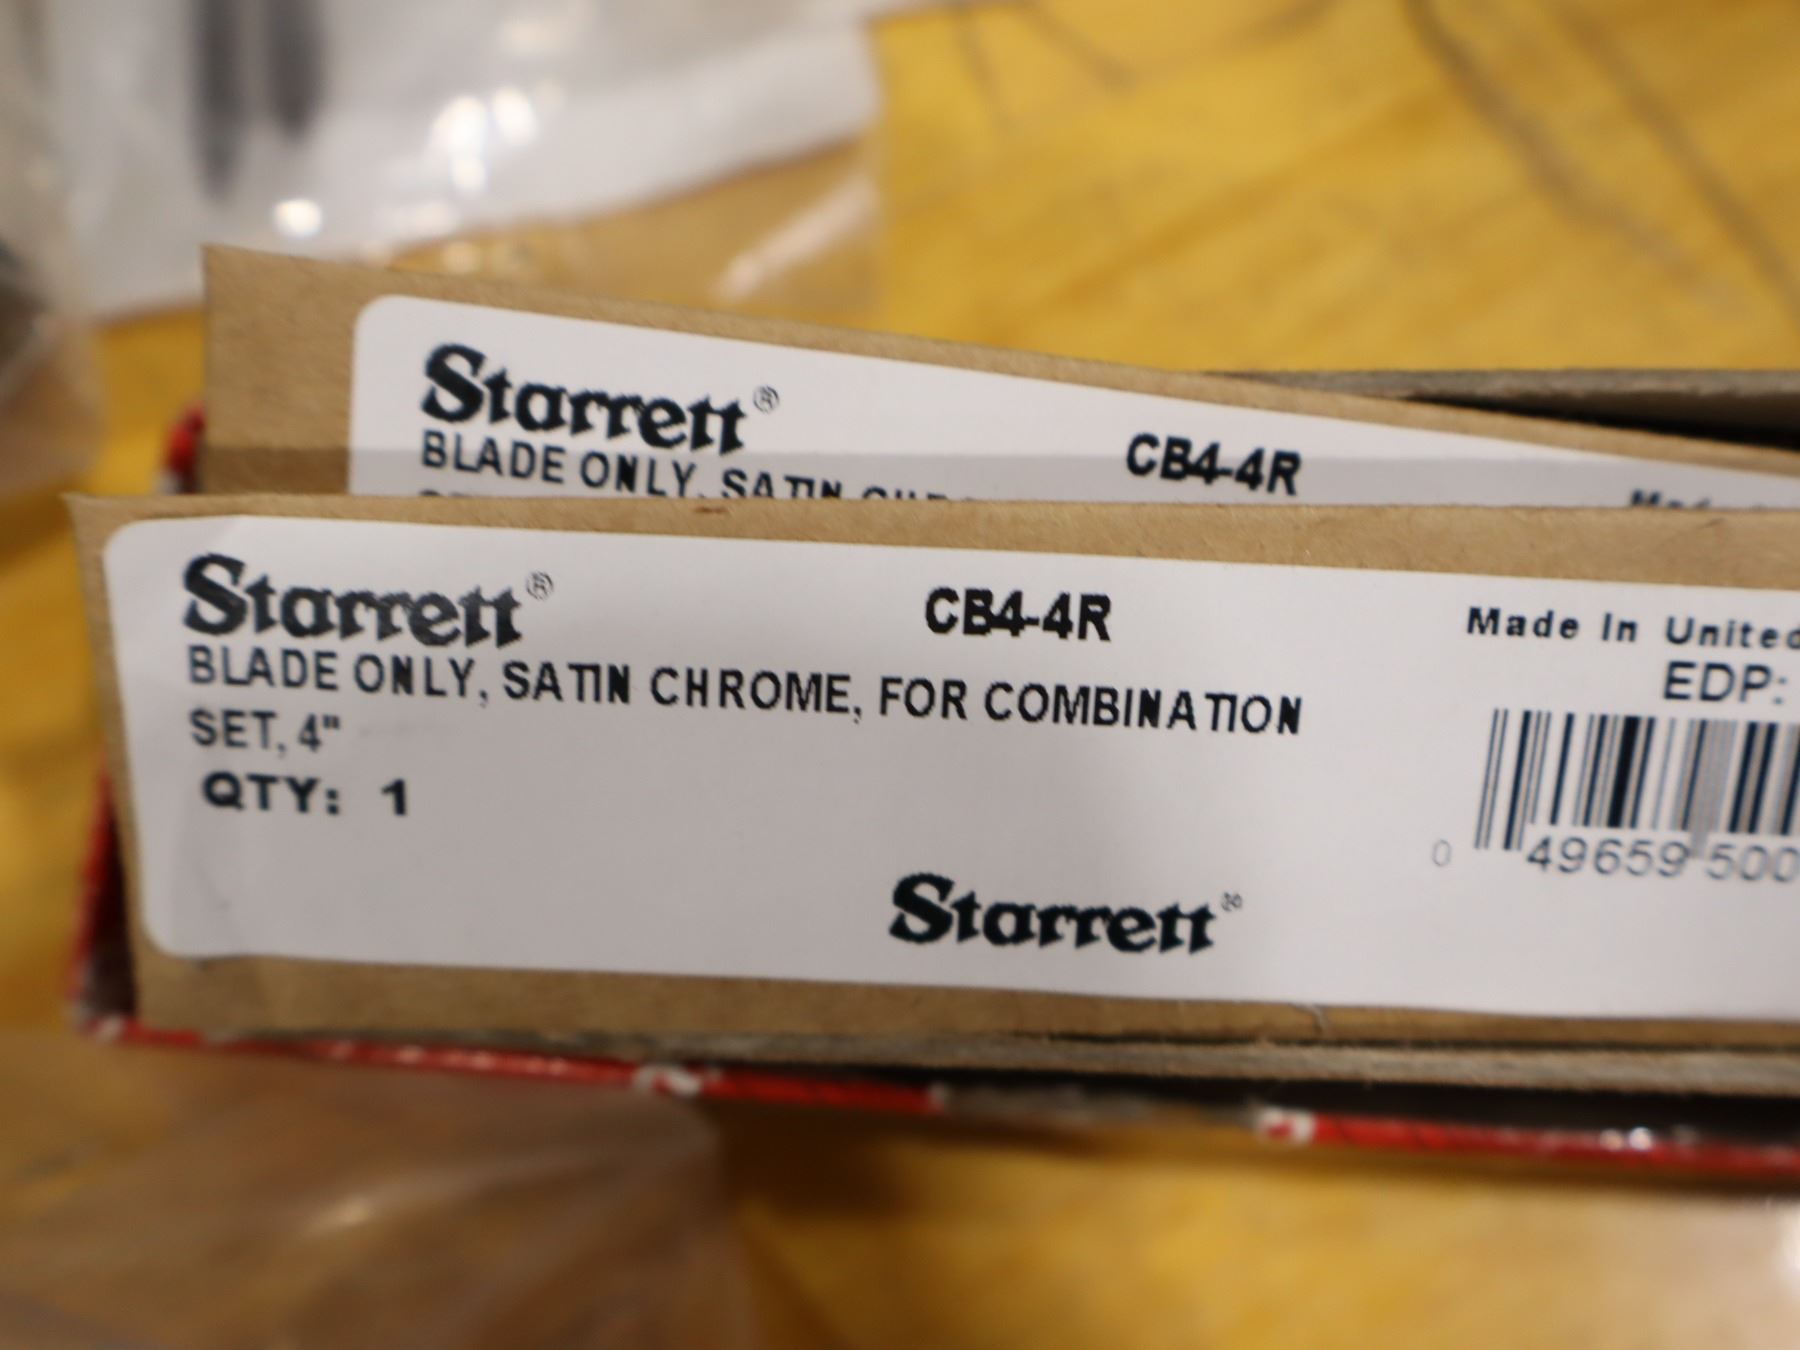 Starrett®
BLADE ONLY, SATIN
CB4-4R
Starrett®
CB4-4R
Made In United
BLADE ONLY, SATIN CHROME, FOR COMBINATION
EDP:
SET, 4"
QTY: 1
0 49659 500
Starrett®